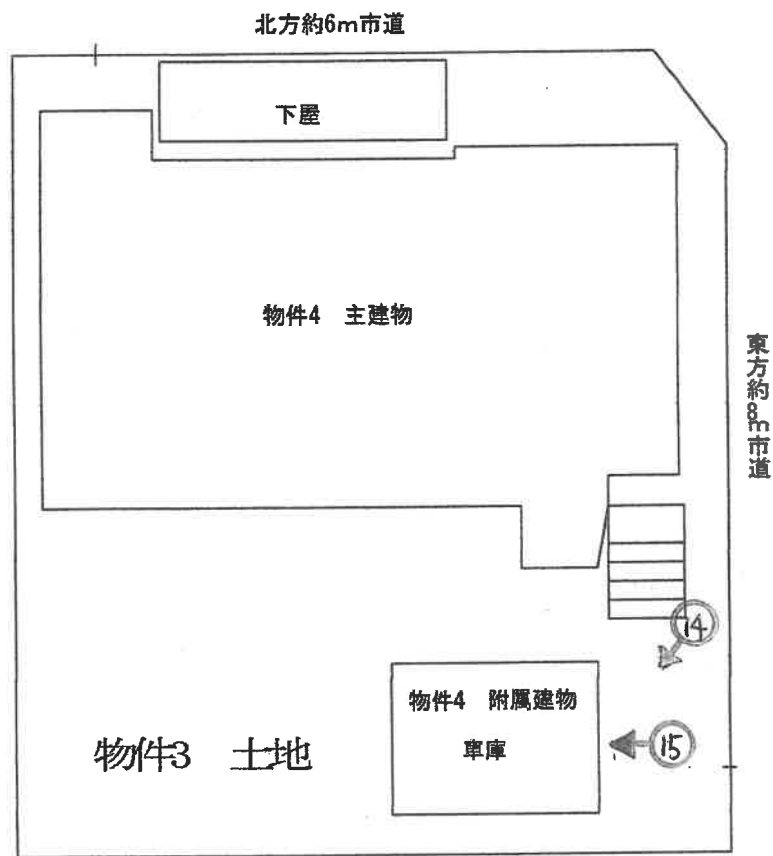 北方約6m市道
下屋
物件4 主建物
東方約8m市道
14
物件4 附属建物
車庫
15
物件3 土地